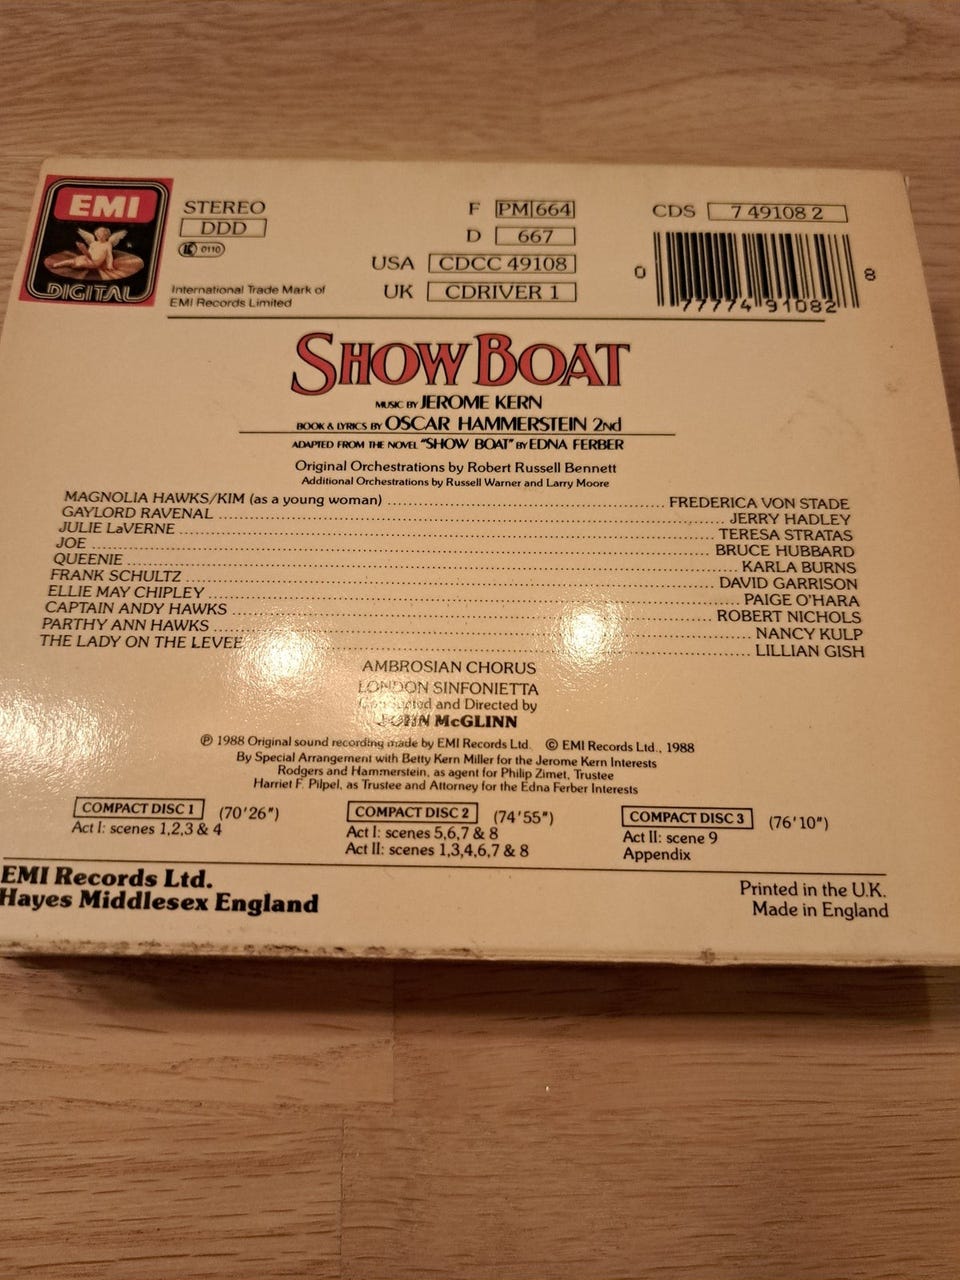 EMI
DIGITAL
STEREO
DDD
0110
International Trade Mark of
EMI Records Limited
F PM 664
D 667
USA CDCC 49108
UK CDRIVER 1
CDS 7 49108 2
0 77774 91082 8
SHOW BOAT
MUSIC BY JEROME KERN
BOOK & LYRICS BY OSCAR HAMMERSTEIN 2nd
ADAPTED FROM THE NOVEL "SHOW BOAT" BY EDNA FERBER
Original Orchestrations by Robert Russell Bennett
Additional Orchestrations by Russell Warner and Larry Moore
MAGNOLIA HAWKS/KIM (as a young woman) ... FREDERICA VON STADE
GAYLORD RAVENAL ... JERRY HADLEY
JULIE LaVERNE ... TERESA STRATAS
JOE ... BRUCE HUBBARD
QUEENIE ... KARLA BURNS
FRANK SCHULTZ ... DAVID GARRISON
ELLIE MAY CHIPLEY ... PAIGE O'HARA
CAPTAIN ANDY HAWKS ... ROBERT NICHOLS
PARTHY ANN HAWKS ... NANCY KULP
THE LADY ON THE LEVEE ... LILLIAN GISH
AMBROSIAN CHORUS
LONDON SINFONIETTA
Conducted and Directed by
JOHN McGLINN
℗ 1988 Original sound recording made by EMI Records Ltd. © EMI Records Ltd., 1988
By Special Arrangement with Betty Kern Miller for the Jerome Kern Interests
Rodgers and Hammerstein, as agent for Philip Zimet, Trustee
Harriet F. Pilpel, as Trustee and Attorney for the Edna Ferber Interests
COMPACT DISC 1 (70'26")
Act I: scenes 1,2,3 & 4
COMPACT DISC 2 (74'55")
Act I: scenes 5,6,7 & 8
Act II: scenes 1,3,4,6,7 & 8
COMPACT DISC 3 (76'10")
Act II: scene 9
Appendix
EMI Records Ltd.
Hayes Middlesex England
Printed in the U.K.
Made in England